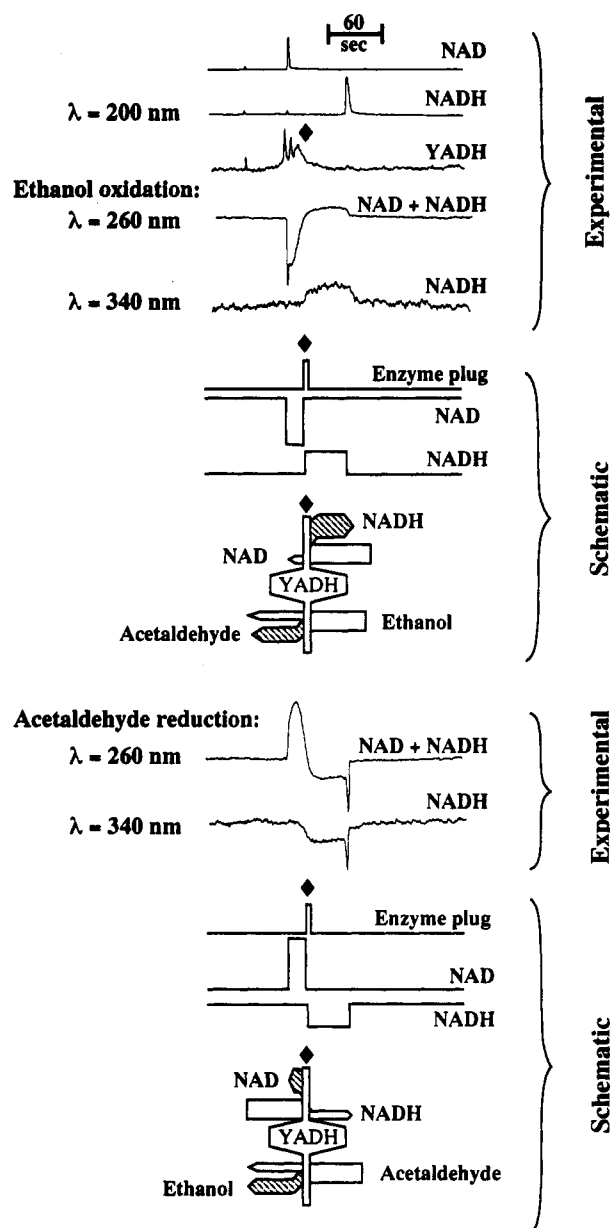 60
sec
NAD
NADH
λ = 200 nm
YADH
Ethanol oxidation:
NAD + NADH
λ = 260 nm
NADH
λ = 340 nm
Experimental
Enzyme plug
NAD
NADH
NADH
NAD
YADH
Ethanol
Acetaldehyde
Schematic
Acetaldehyde reduction:
NAD + NADH
λ = 260 nm
NADH
λ = 340 nm
Experimental
Enzyme plug
NAD
NADH
NAD
NADH
YADH
Acetaldehyde
Ethanol
Schematic